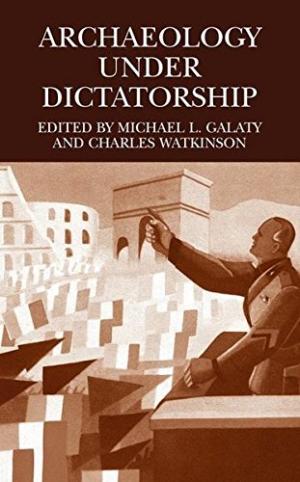 ARCHAEOLOGY
UNDER
DICTATORSHIP
EDITED BY MICHAEL L. GALATY
AND CHARLES WATKINSON